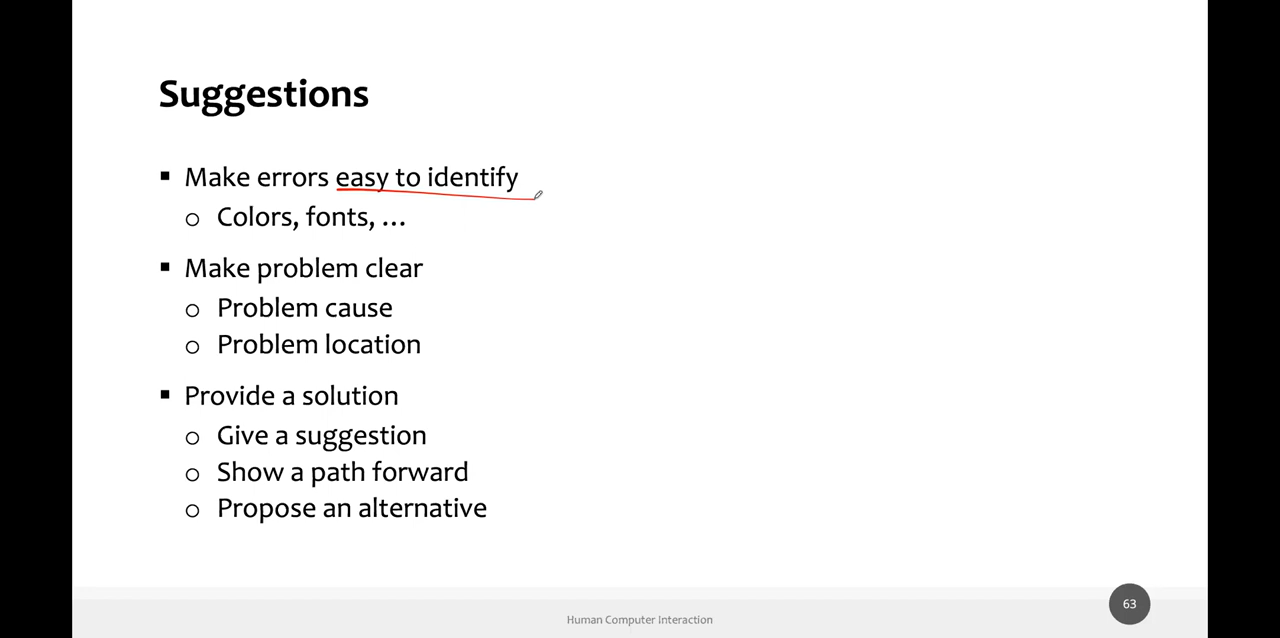 Suggestions
▪ Make errors easy to identify
o Colors, fonts, ...
▪ Make problem clear
o Problem cause
o Problem location
▪ Provide a solution
o Give a suggestion
o Show a path forward
o Propose an alternative
Human Computer Interaction
63